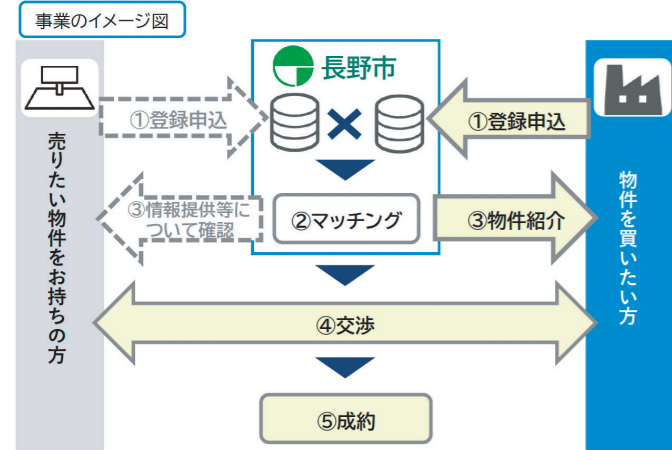 事業のイメージ図
長野市
①登録申込
①登録申込
売りたい物件をお持ちの方
物件を買いたい方
③情報提供等に
ついて確認
②マッチング
③物件紹介
④交渉
⑤成約